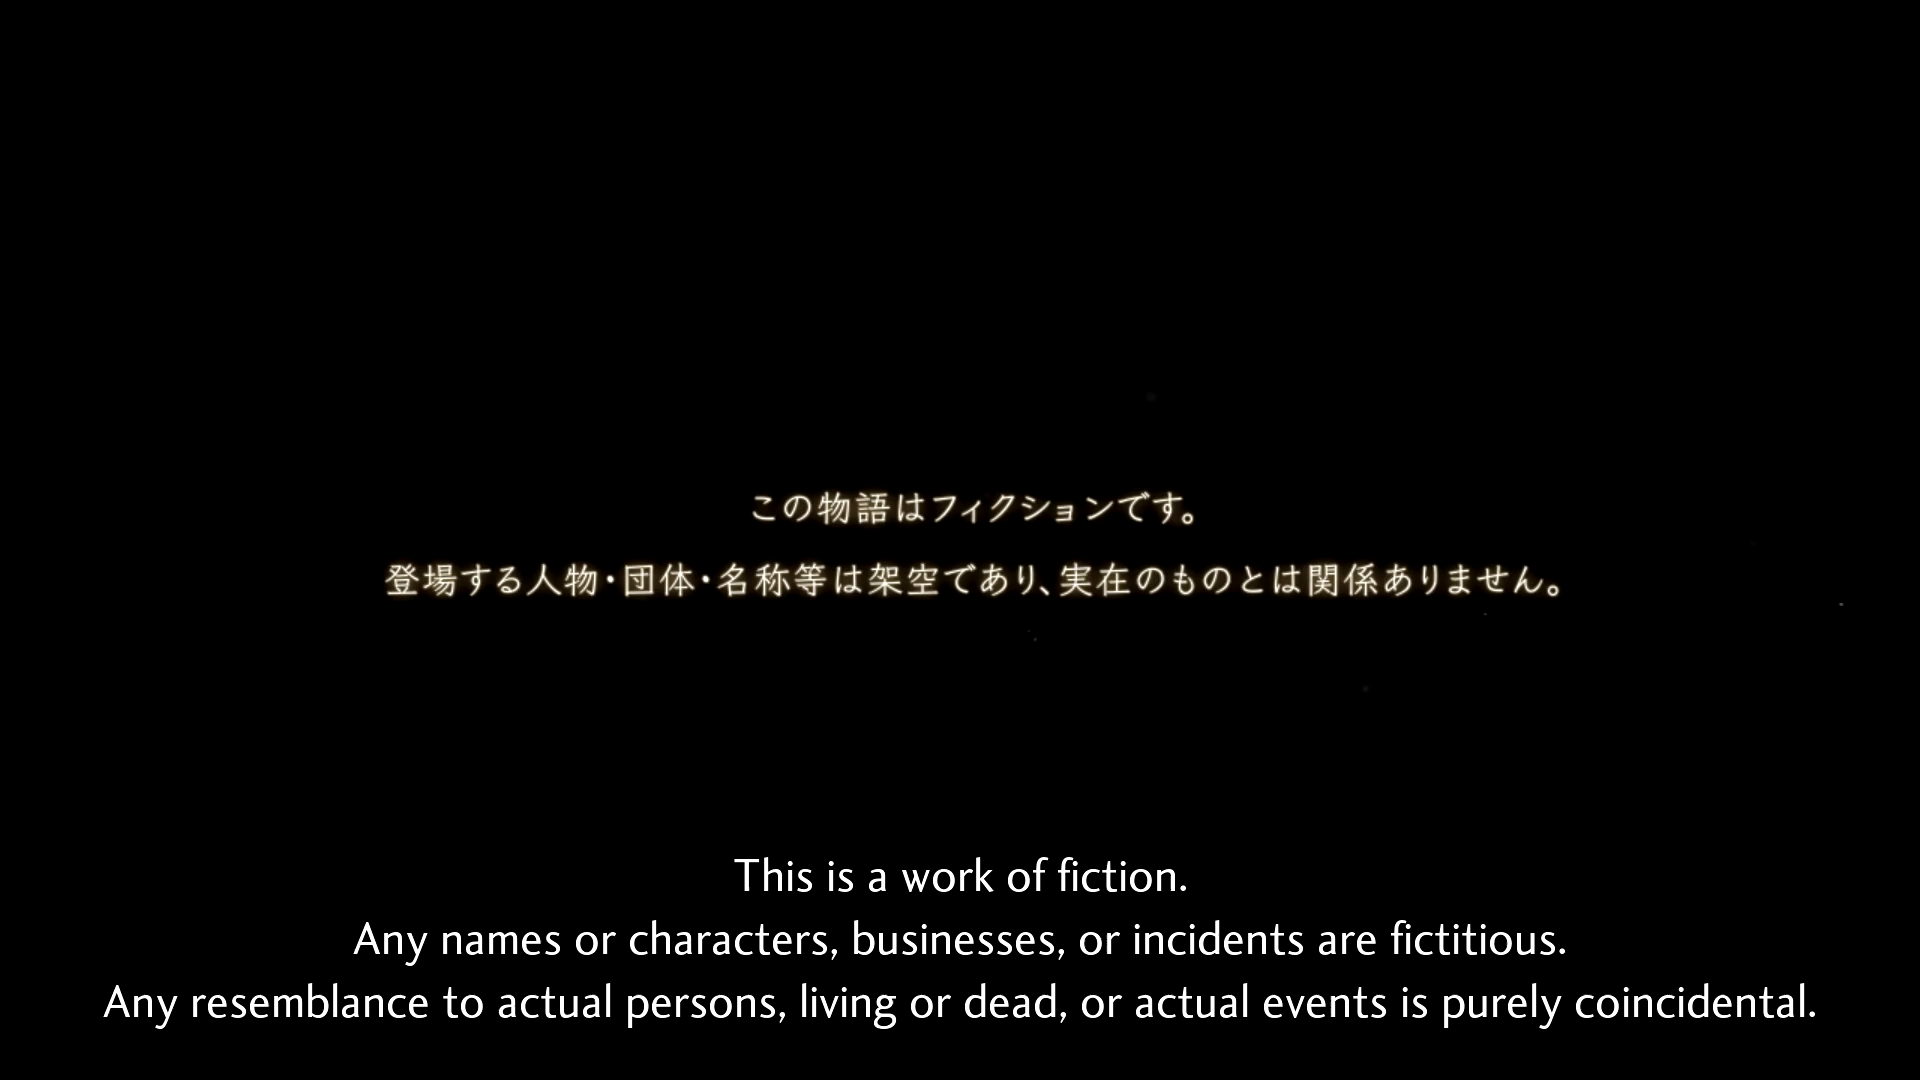 この物語はフィクションです。
登場する人物・団体・名称等は架空であり、実在のものとは関係ありません。
This is a work of fiction.
Any names or characters, businesses, or incidents are fictitious.
Any resemblance to actual persons, living or dead, or actual events is purely coincidental.